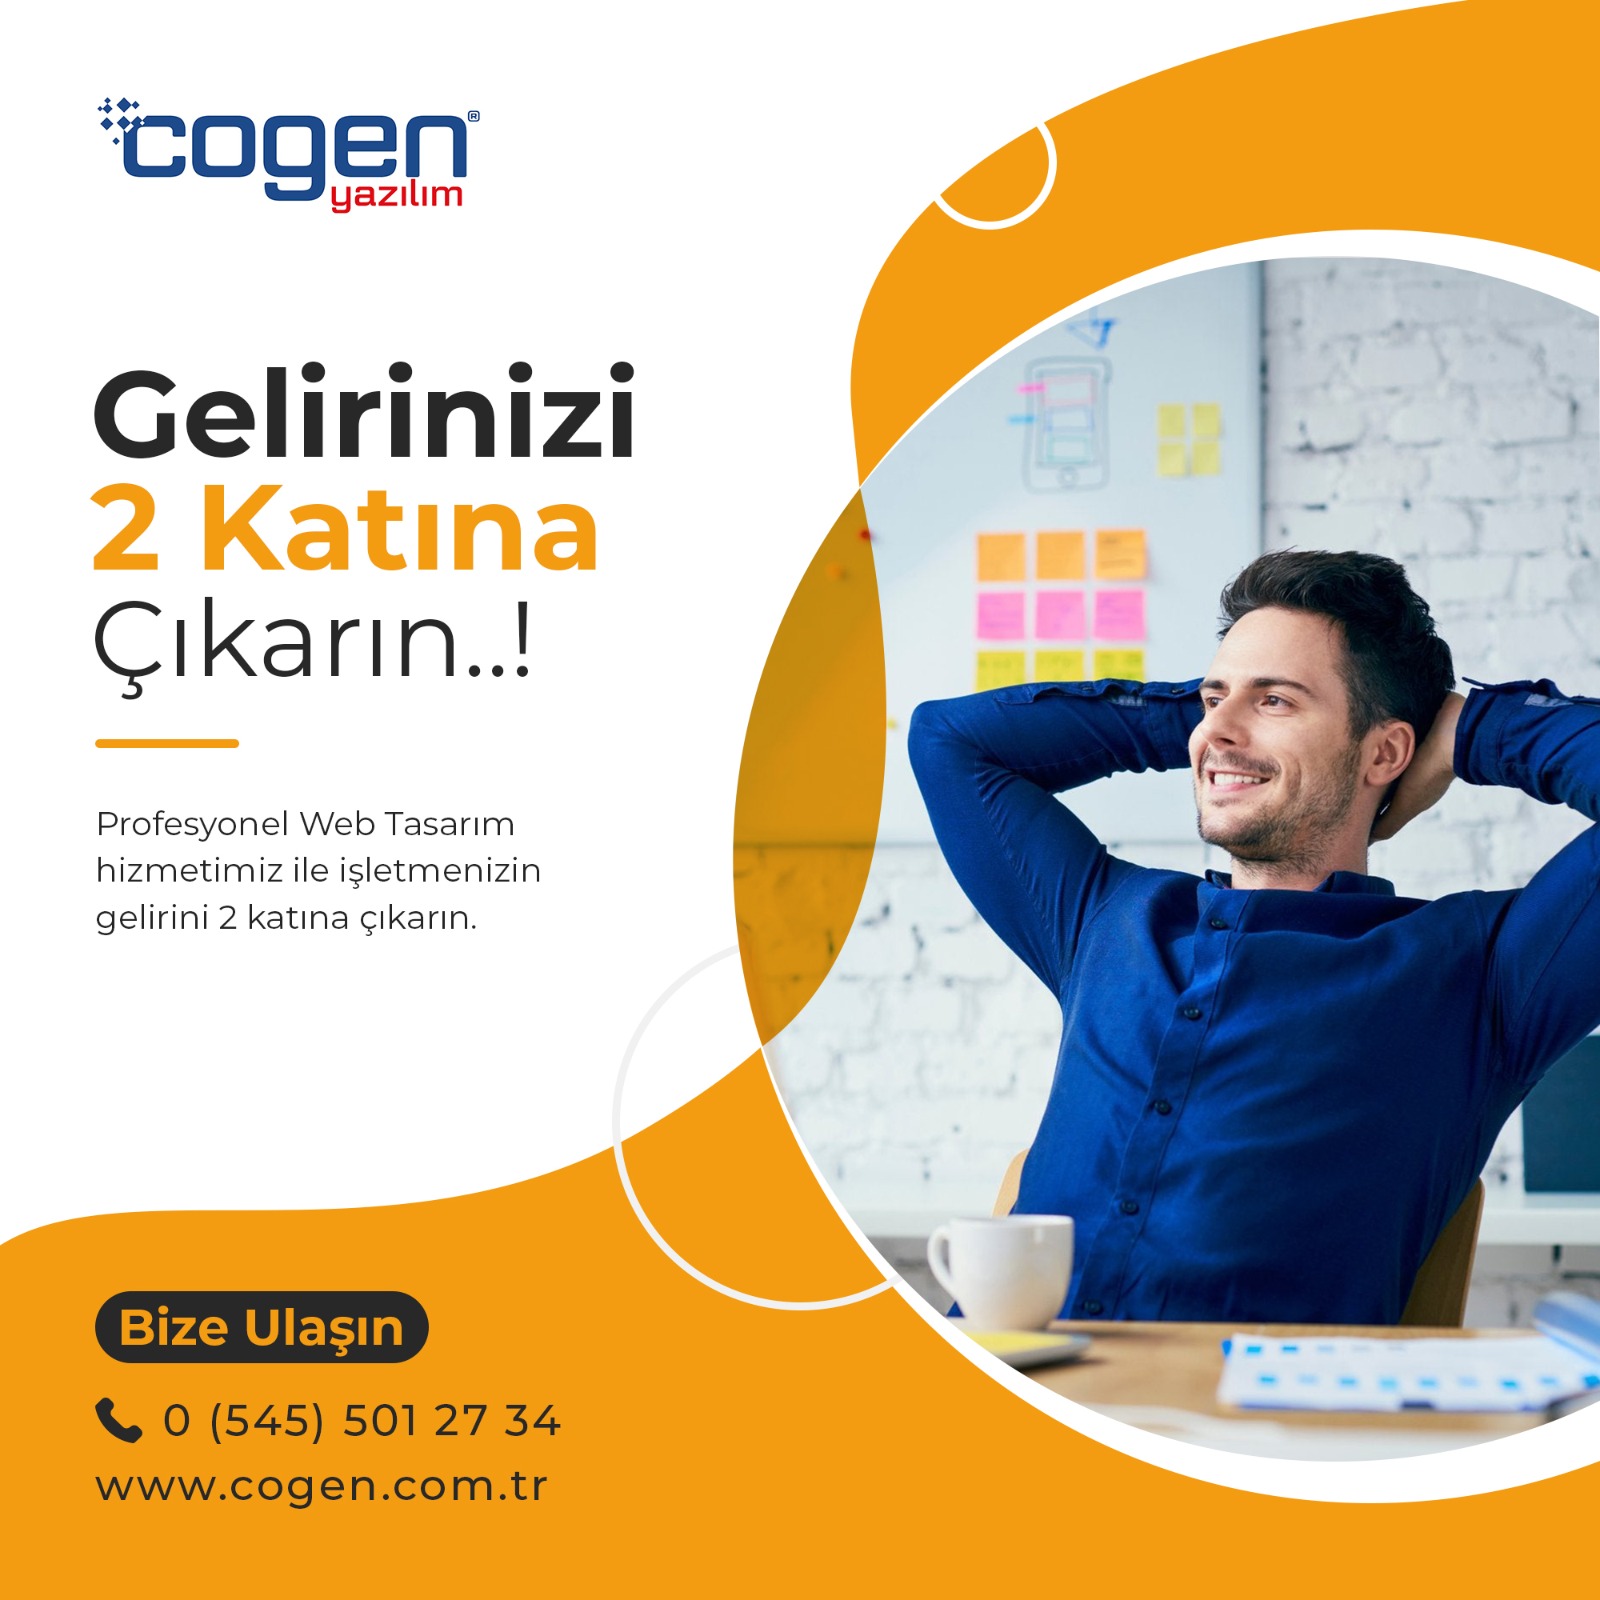 cogen®
yazılım
Gelirinizi
2 Katına
Çıkarın..!
Profesyonel Web Tasarım
hizmetimiz ile işletmenizin
gelirini 2 katına çıkarın.
Bize Ulaşın
0 (545) 501 27 34
www.cogen.com.tr